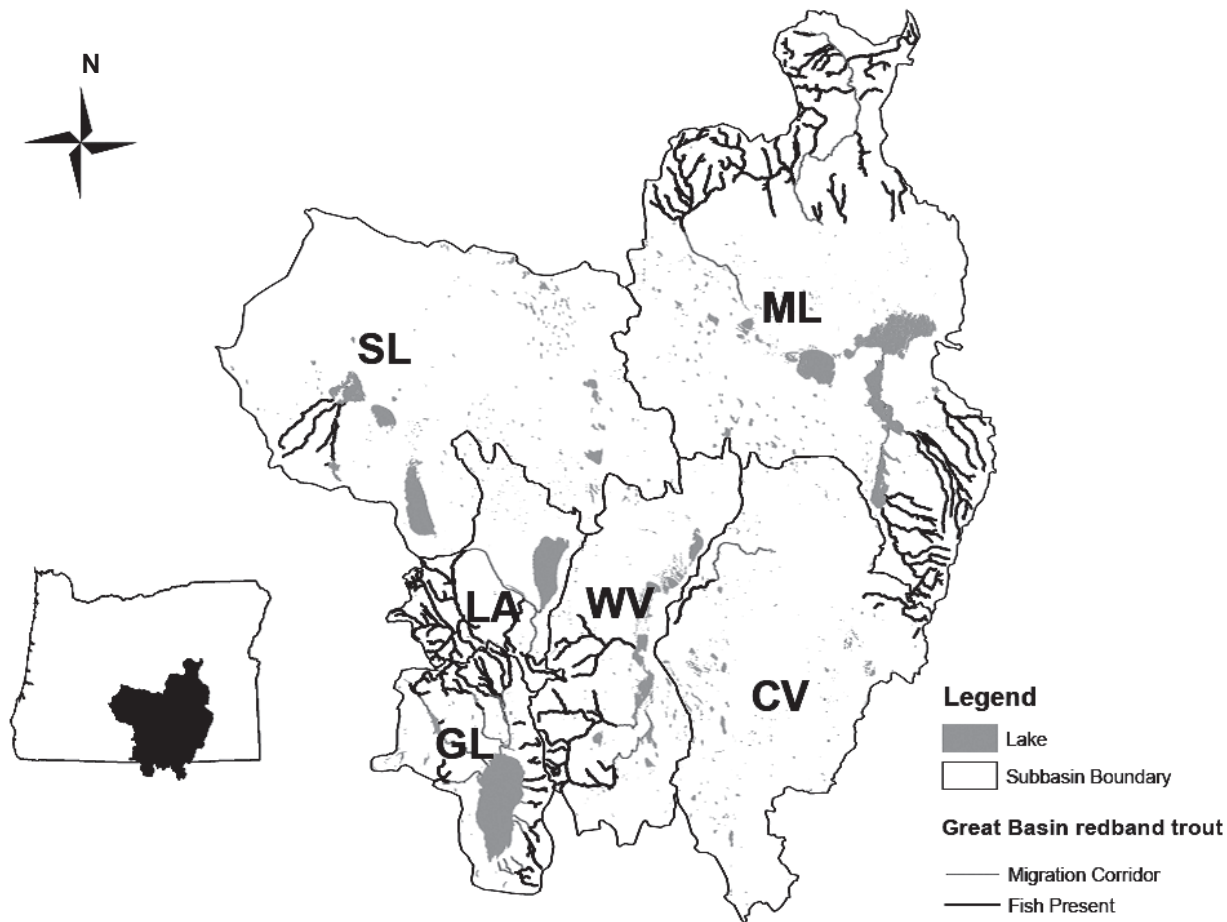 N
ML
SL
LA
WV
CV
GL
Legend
Lake
Subbasin Boundary
Great Basin redband trout
Migration Corridor
Fish Present